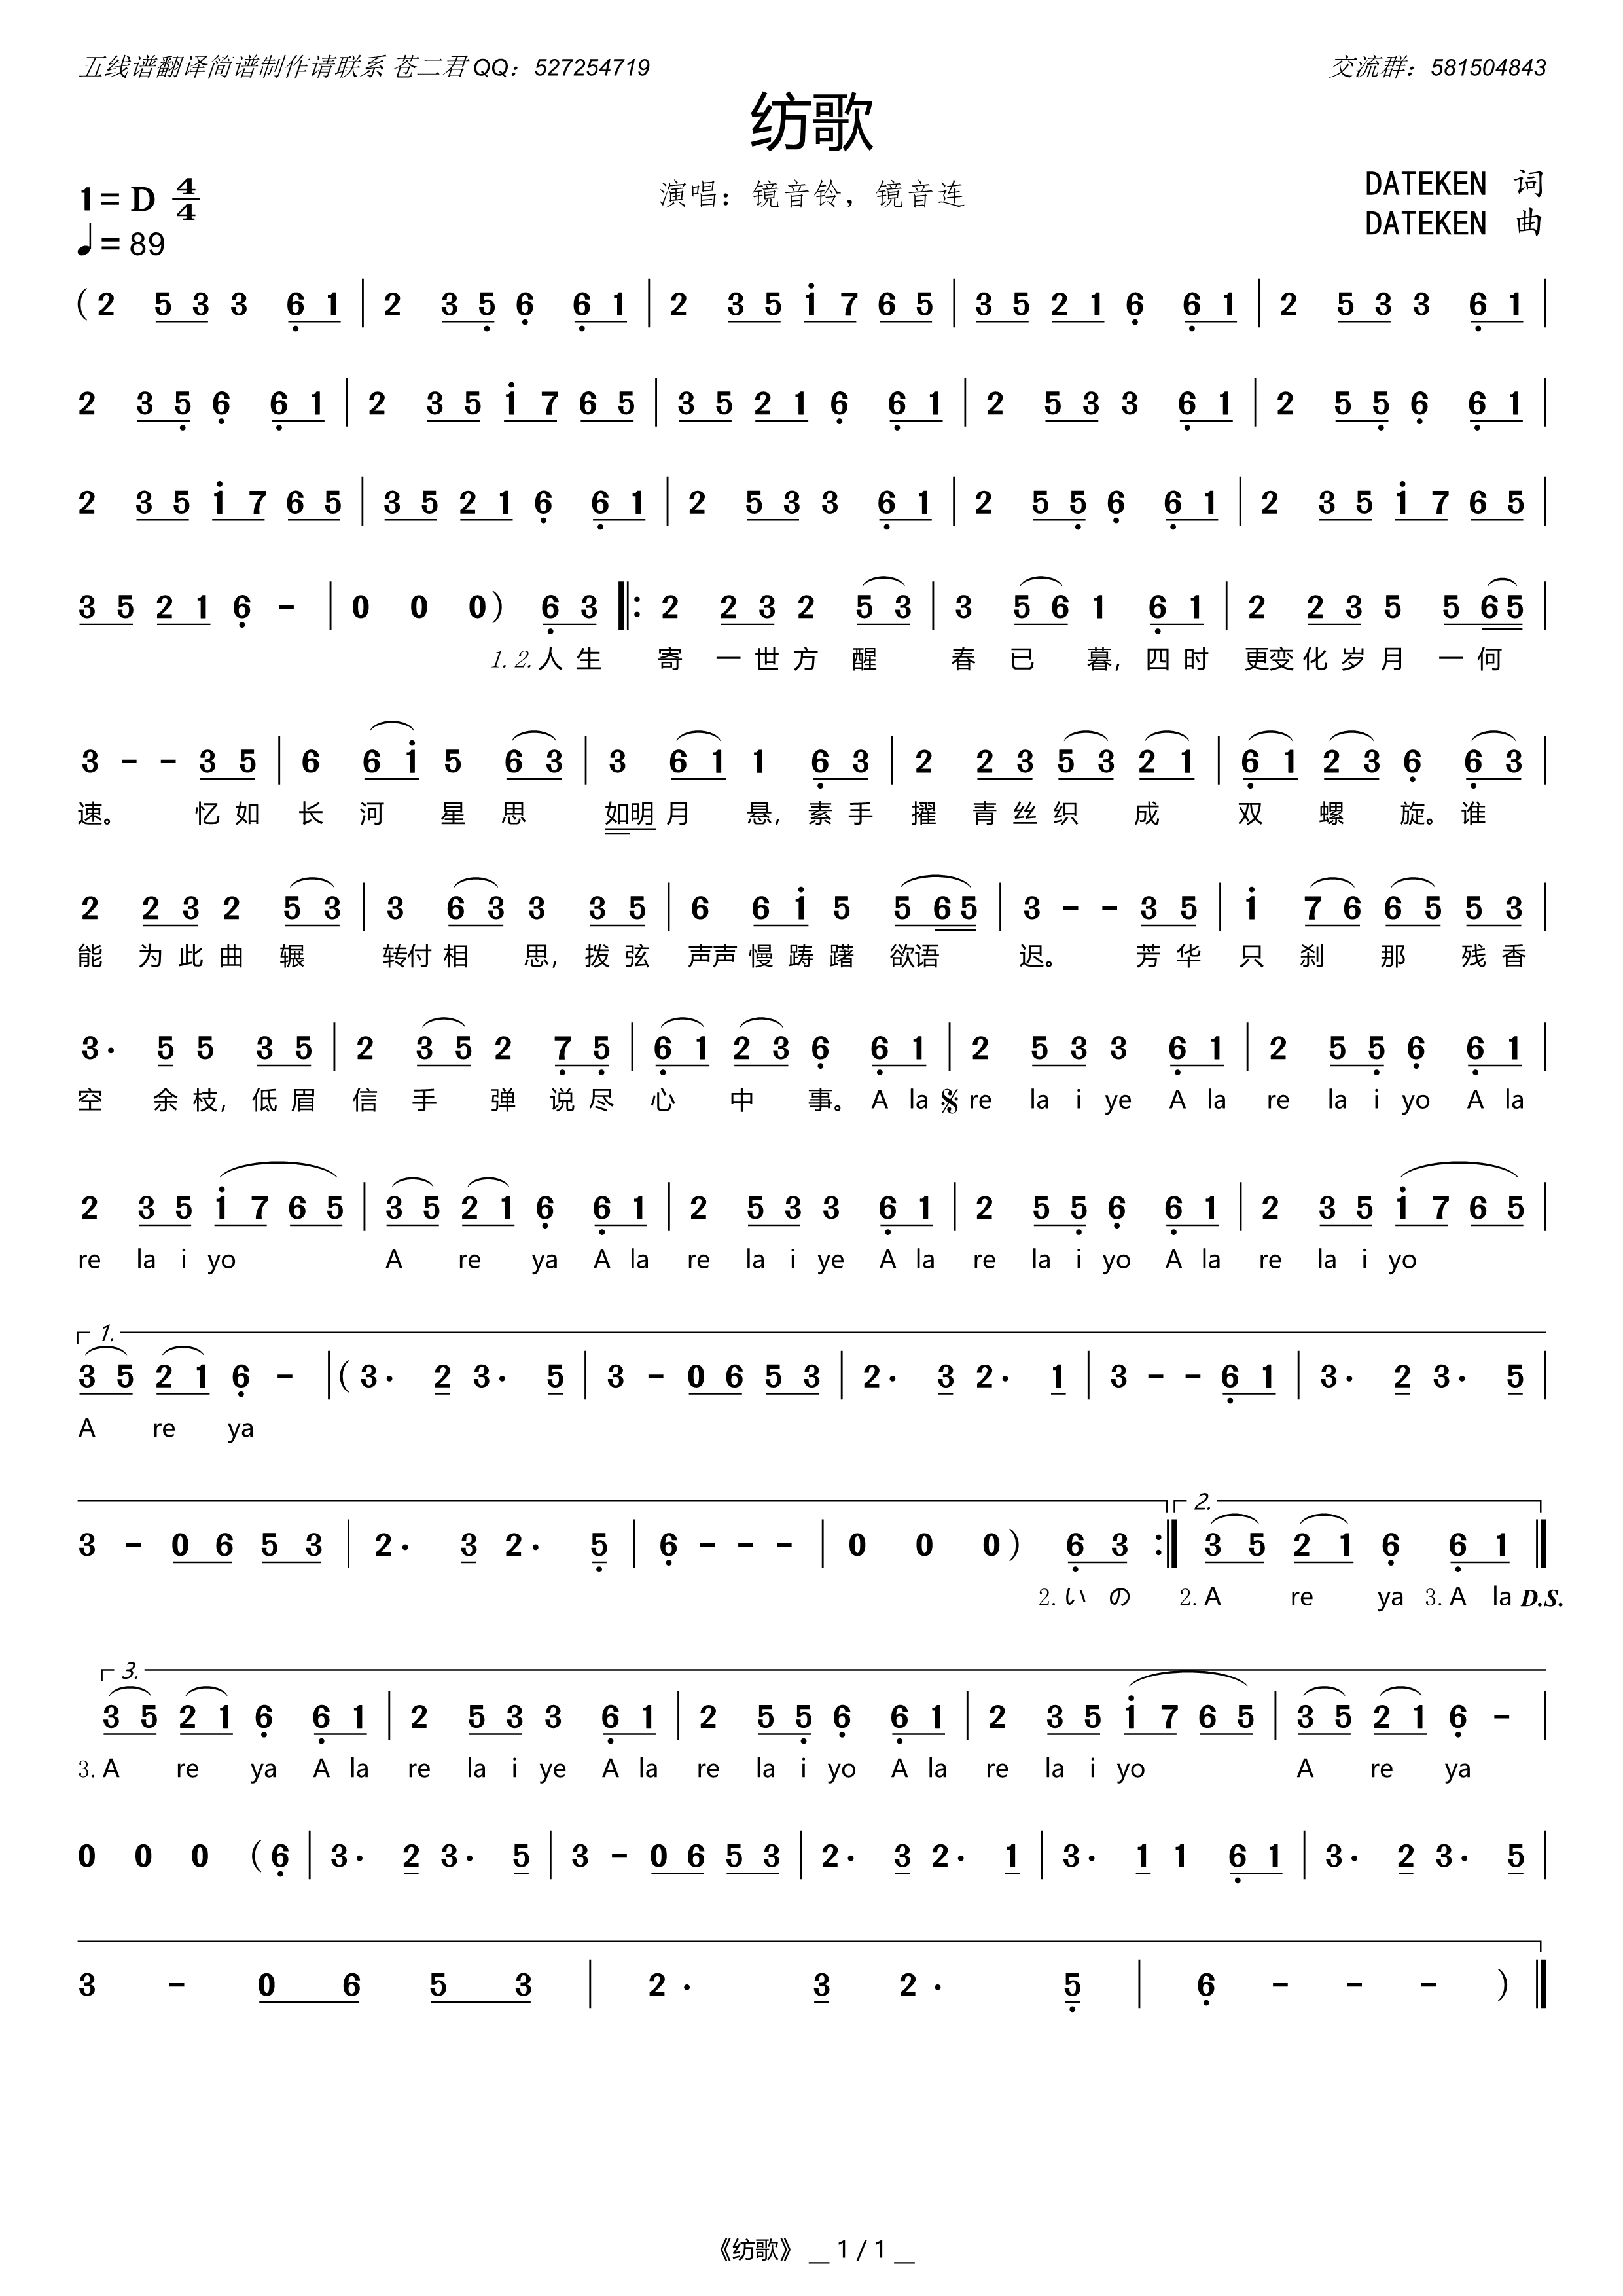 五线谱翻译简谱制作请联系 苍二君 QQ：527254719 交流群：581504843
纺歌
1= D 4/4 演唱：镜音铃，镜音连 DATEKEN 词
♩= 89 DATEKEN 曲
( 2 5 3 3 6̣ 1 | 2 3 5̣ 6̣ 6̣ 1 | 2 3 5 i 7 6 5 | 3 5 2 1 6̣ 6̣ 1 | 2 5 3 3 6̣ 1 |
2 3 5̣ 6̣ 6̣ 1 | 2 3 5 i 7 6 5 | 3 5 2 1 6̣ 6̣ 1 | 2 5 3 3 6̣ 1 | 2 5 5̣ 6̣ 6̣ 1 |
2 3 5 i 7 6 5 | 3 5 2 1 6̣ 6̣ 1 | 2 5 3 3 6̣ 1 | 2 5 5̣ 6̣ 6̣ 1 | 2 3 5 i 7 6 5 |
3 5 2 1 6̣ - | 0 0 0 ) 6̣ 3 |: 2 2 3 2 5 3 | 3 5 6 1 6̣ 1 | 2 2 3 5 5 6 5 |
1.2.人 生 寄 一 世 方 醒 春 已 暮, 四 时 更变 化 岁 月 一 何
3 - - 3 5 | 6 6 i 5 6 3 | 3 6 1 1 6̣ 3 | 2 2 3 5 3 2 1 | 6̣ 1 2 3 6̣ 6̣ 3 |
速。 忆 如 长 河 星 思 如明 月 悬, 素 手 擢 青 丝 织 成 双 螺 旋。 谁
2 2 3 2 5 3 | 3 6 3 3 3 5 | 6 6 i 5 5 6 5 | 3 - - 3 5 | i 7 6 6 5 5 3 |
能 为 此 曲 辗 转付 相 思, 拨 弦 声声 慢 踌 躇 欲语 迟。 芳 华 只 刹 那 残 香
3· 5 5 3 5 | 2 3 5 2 7̣ 5̣ | 6̣ 1 2 3 6̣ 6̣ 1 | 2 5 3 3 6̣ 1 | 2 5 5̣ 6̣ 6̣ 1 |
空 余 枝, 低 眉 信 手 弹 说 尽 心 中 事。 A la 𝄋 re la i ye A la re la i yo A la
2 3 5 i 7 6 5 | 3 5 2 1 6̣ 6̣ 1 | 2 5 3 3 6̣ 1 | 2 5 5̣ 6̣ 6̣ 1 | 2 3 5 i 7 6 5 |
re la i yo A re ya A la re la i ye A la re la i yo A la re la i yo
1.
3 5 2 1 6̣ - | ( 3· 2 3· 5 | 3 - 0 6 5 3 | 2· 3 2· 1 | 3 - - 6̣ 1 | 3· 2 3· 5 |
A re ya
2.
3 - 0 6 5 3 | 2· 3 2· 5̣ | 6̣ - - - | 0 0 0 ) 6̣ 3 :| 3 5 2 1 6̣ 6̣ 1 |
2.い の 2.A re ya 3.A la D.S.
3.
3 5 2 1 6̣ 6̣ 1 | 2 5 3 3 6̣ 1 | 2 5 5̣ 6̣ 6̣ 1 | 2 3 5 i 7 6 5 | 3 5 2 1 6̣ - |
3.A re ya A la re la i ye A la re la i yo A la re la i yo A re ya
0 0 0 ( 6̣ | 3· 2 3· 5 | 3 - 0 6 5 3 | 2· 3 2· 1 | 3· 1 1 6̣ 1 | 3· 2 3· 5 |
3 - 0 6 5 3 | 2· 3 2· 5̣ | 6̣ - - - ) |
《纺歌》 _ 1 / 1 _